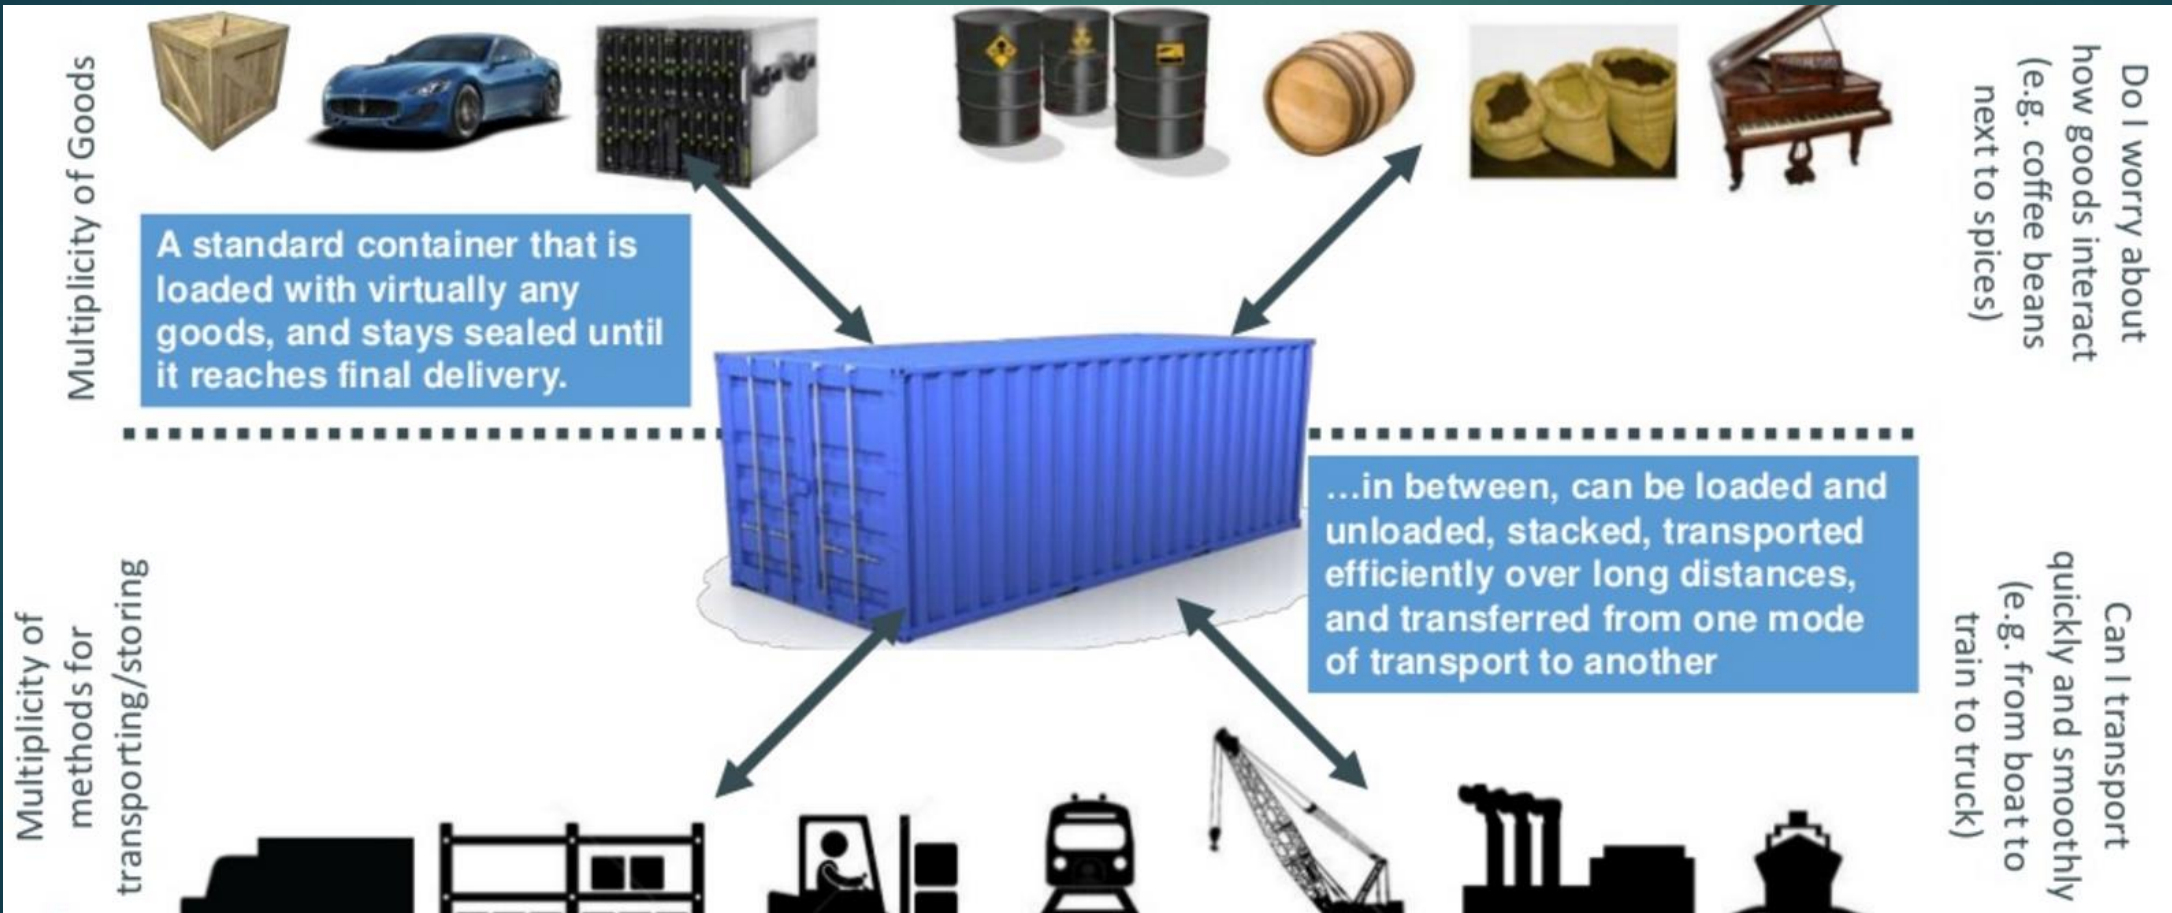 Multiplicity of Goods
A standard container that is
loaded with virtually any
goods, and stays sealed until
it reaches final delivery.
Do I worry about
how goods interact
(e.g. coffee beans
next to spices)
Multiplicity of
methods for
transporting/storing
…in between, can be loaded and
unloaded, stacked, transported
efficiently over long distances,
and transferred from one mode
of transport to another
Can I transport
quickly and smoothly
(e.g. from boat to
train to truck)